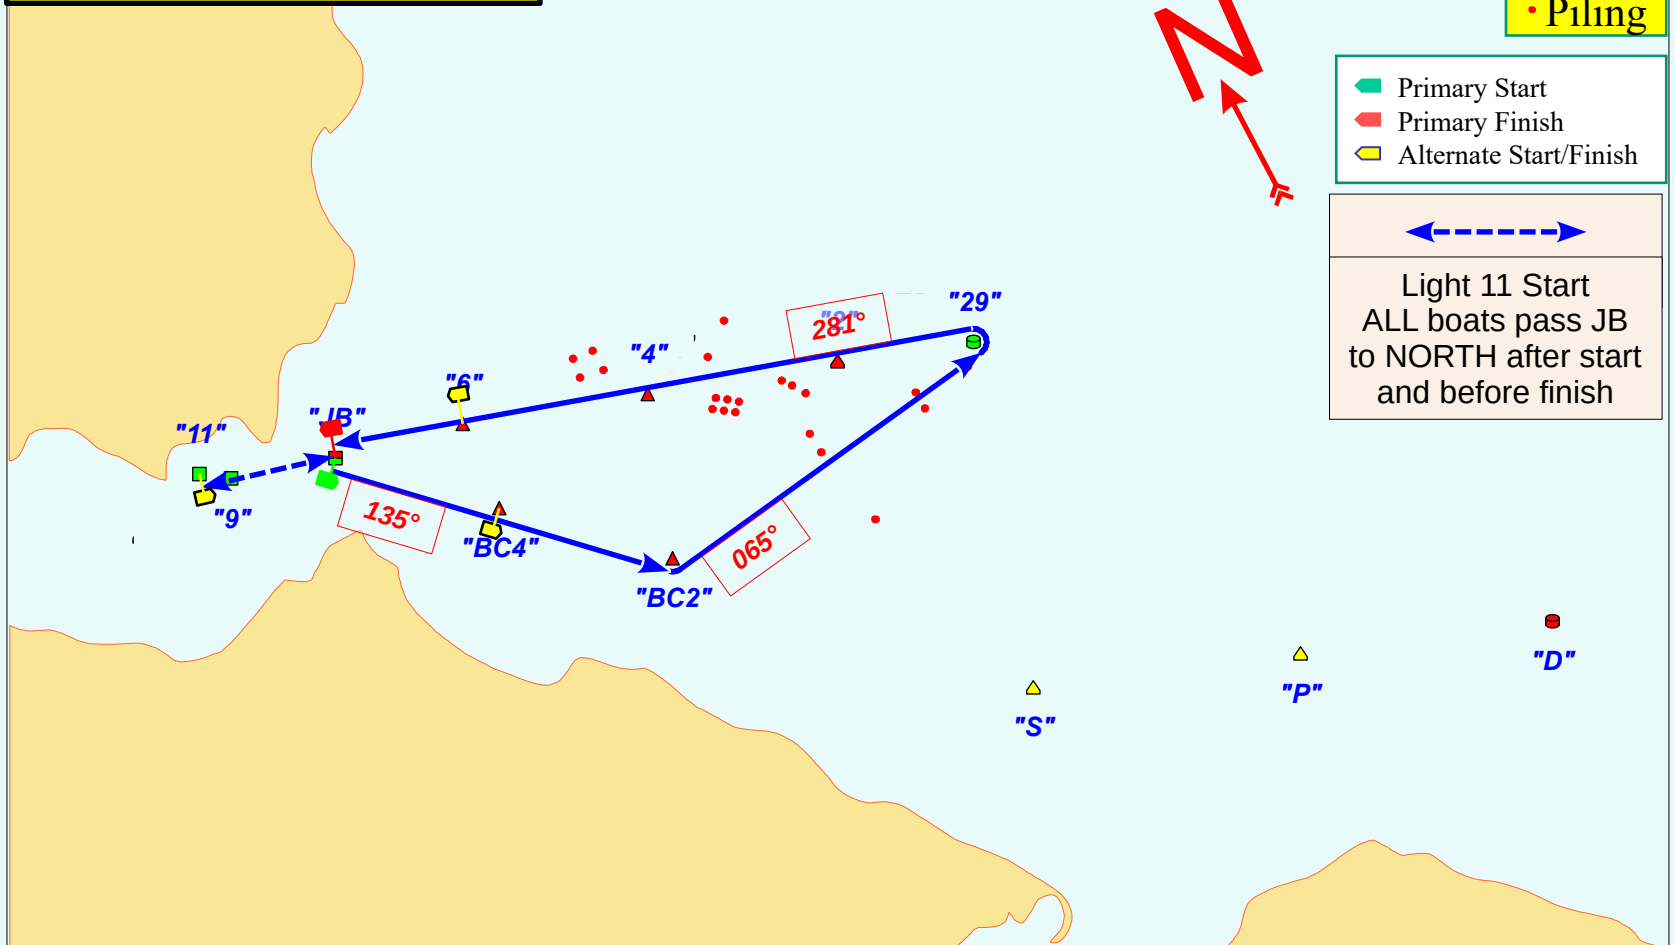 N
Piling
Primary Start
Primary Finish
Alternate Start/Finish
Light 11 Start
ALL boats pass JB
to NORTH after start
and before finish
"29"
"2"
281°
"4"
"6"
"JB"
"11"
"9"
135°
"BC4"
065°
"BC2"
"D"
"P"
"S"